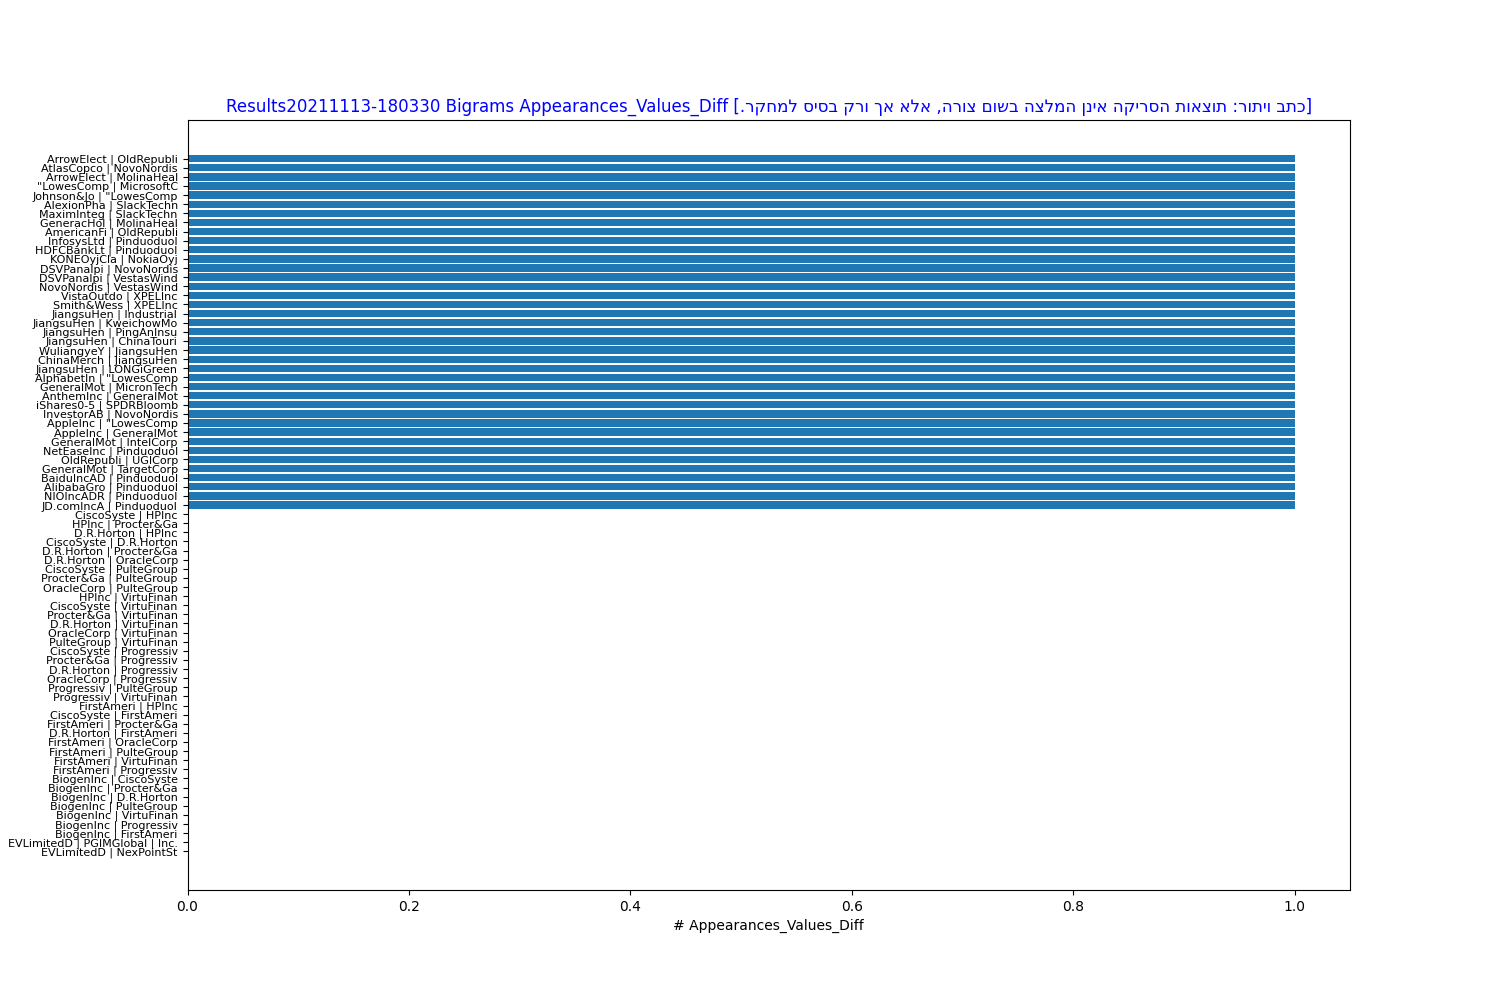 Results20211113-180330 Bigrams Appearances_Values_Diff [כתב ויתור: תוצאות הסריקה אינן המלצה בשום צורה, אלא אך ורק בסיס למחקר.]
ArrowElect | OldRepubli
AtlasCopco | NovoNordis
ArrowElect | MolinaHeal
"LowesComp | MicrosoftC
Johnson&Jo | "LowesComp
AlexionPha | SlackTechn
MaximInteg | SlackTechn
GeneracHol | MolinaHeal
AmericanFi | OldRepubli
InfosysLtd | Pinduoduol
HDFCBankLt | Pinduoduol
KONEOyjCla | NokiaOyj
DSVPanalpi | NovoNordis
DSVPanalpi | VestasWind
NovoNordis | VestasWind
VistaOutdo | XPELInc
Smith&Wess | XPELInc
JiangsuHen | Industrial
JiangsuHen | KweichowMo
JiangsuHen | PingAnInsu
JiangsuHen | ChinaTouri
WuliangyeY | JiangsuHen
ChinaMerch | JiangsuHen
JiangsuHen | LONGiGreen
AlphabetIn | "LowesComp
GeneralMot | MicronTech
AnthemInc | GeneralMot
iShares0-5 | SPDRBloomb
InvestorAB | NovoNordis
AppleInc | "LowesComp
AppleInc | GeneralMot
GeneralMot | IntelCorp
NetEaseInc | Pinduoduol
OldRepubli | UGICorp
GeneralMot | TargetCorp
BaiduIncAD | Pinduoduol
AlibabaGro | Pinduoduol
NIOIncADR | Pinduoduol
JD.comIncA | Pinduoduol
CiscoSyste | HPInc
HPInc | Procter&Ga
D.R.Horton | HPInc
CiscoSyste | D.R.Horton
D.R.Horton | Procter&Ga
D.R.Horton | OracleCorp
CiscoSyste | PulteGroup
Procter&Ga | PulteGroup
OracleCorp | PulteGroup
HPInc | VirtuFinan
CiscoSyste | VirtuFinan
Procter&Ga | VirtuFinan
D.R.Horton | VirtuFinan
OracleCorp | VirtuFinan
PulteGroup | VirtuFinan
CiscoSyste | Progressiv
Procter&Ga | Progressiv
D.R.Horton | Progressiv
OracleCorp | Progressiv
Progressiv | PulteGroup
Progressiv | VirtuFinan
FirstAmeri | HPInc
CiscoSyste | FirstAmeri
FirstAmeri | Procter&Ga
D.R.Horton | FirstAmeri
FirstAmeri | OracleCorp
FirstAmeri | PulteGroup
FirstAmeri | VirtuFinan
FirstAmeri | Progressiv
BiogenInc | CiscoSyste
BiogenInc | Procter&Ga
BiogenInc | D.R.Horton
BiogenInc | PulteGroup
BiogenInc | VirtuFinan
BiogenInc | Progressiv
BiogenInc | FirstAmeri
EVLimitedD | PGIMGlobal | Inc.
EVLimitedD | NexPointSt
0.0 0.2 0.4 0.6 0.8 1.0
# Appearances_Values_Diff